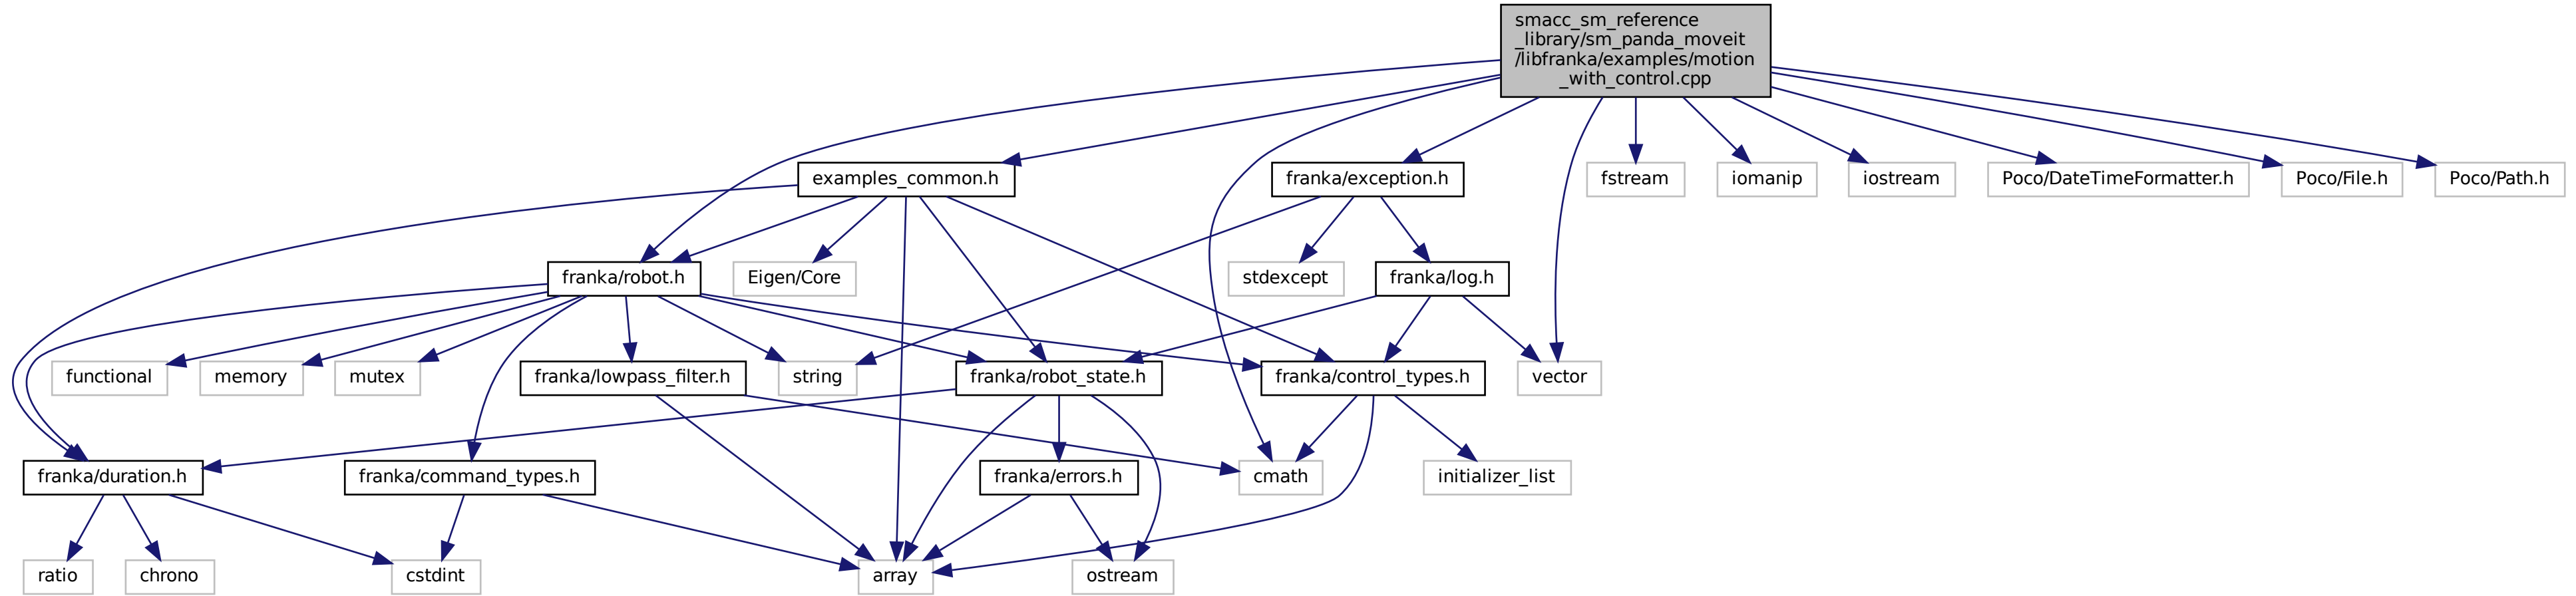 smacc_sm_reference
_library/sm_panda_moveit
/libfranka/examples/motion
_with_control.cpp
examples_common.h
franka/exception.h
fstream
iomanip
iostream
Poco/DateTimeFormatter.h
Poco/File.h
Poco/Path.h
franka/robot.h
Eigen/Core
stdexcept
franka/log.h
functional
memory
mutex
franka/lowpass_filter.h
string
franka/robot_state.h
franka/control_types.h
vector
franka/duration.h
franka/command_types.h
franka/errors.h
cmath
initializer_list
ratio
chrono
cstdint
array
ostream